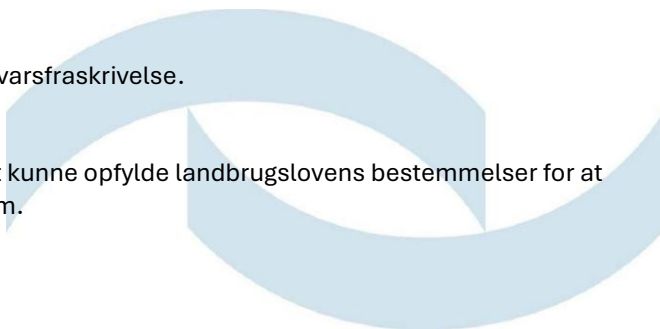 varsfraskrivelse.
kunne opfylde landbrugslovens bestemmelser for at
m.